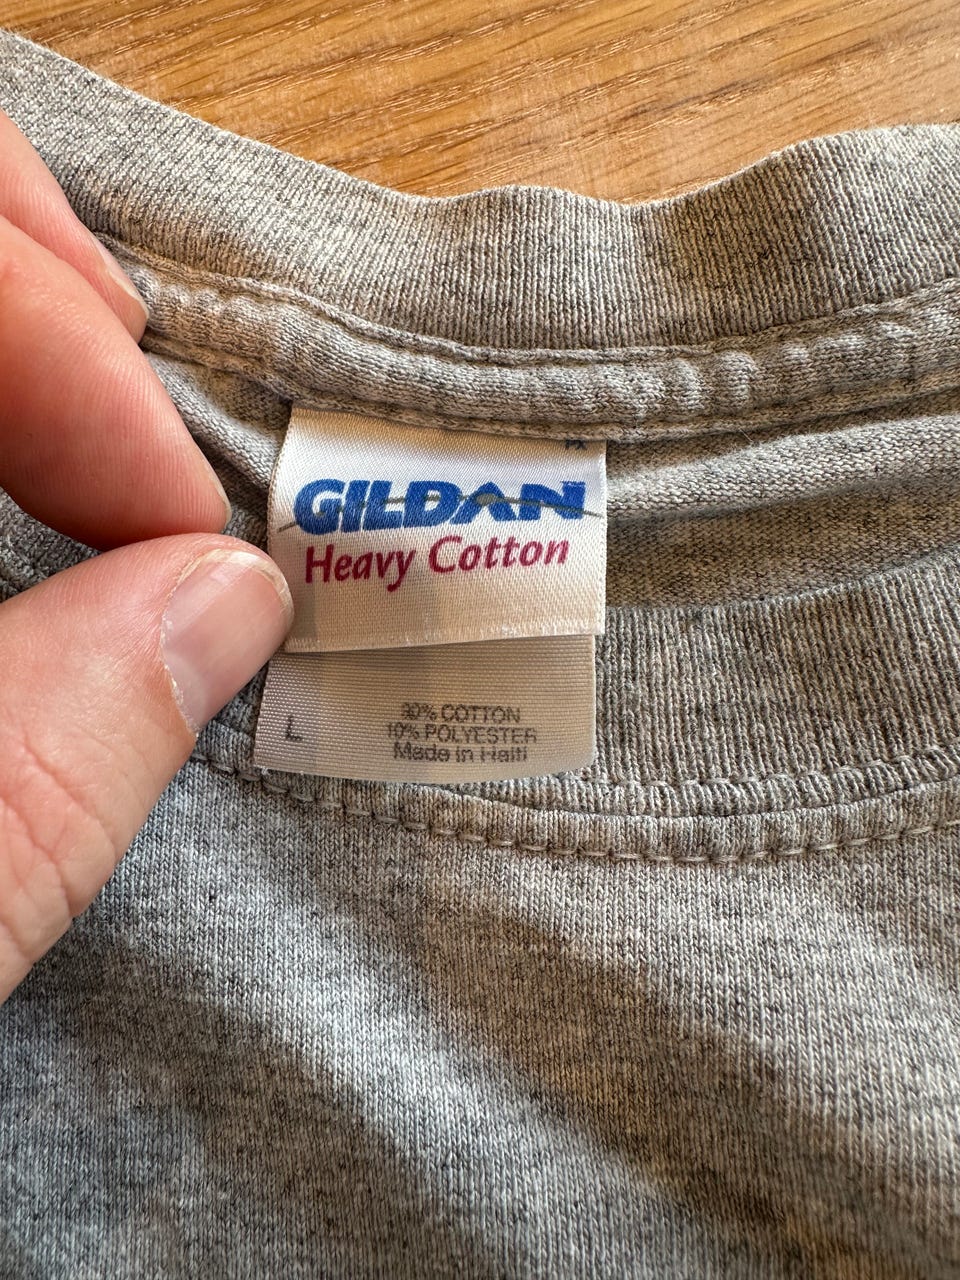 GILDAN
Heavy Cotton
L
90% COTTON
10% POLYESTER
Made in Haiti